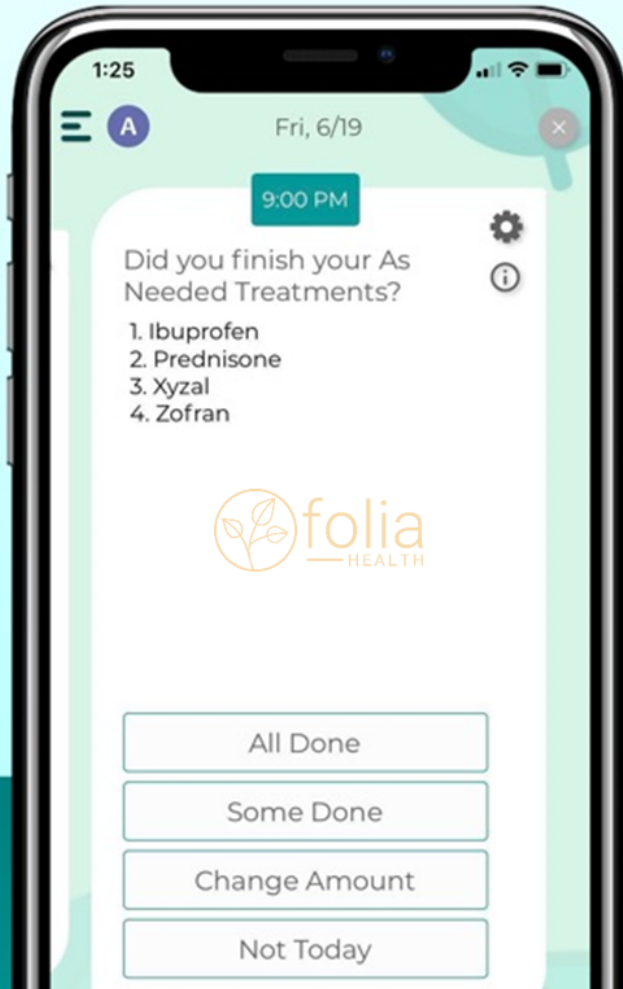 1:25
A
Fri, 6/19
9:00 PM
Did you finish your As
Needed Treatments?
1. Ibuprofen
2. Prednisone
3. Xyzal
4. Zofran
folia
HEALTH
All Done
Some Done
Change Amount
Not Today